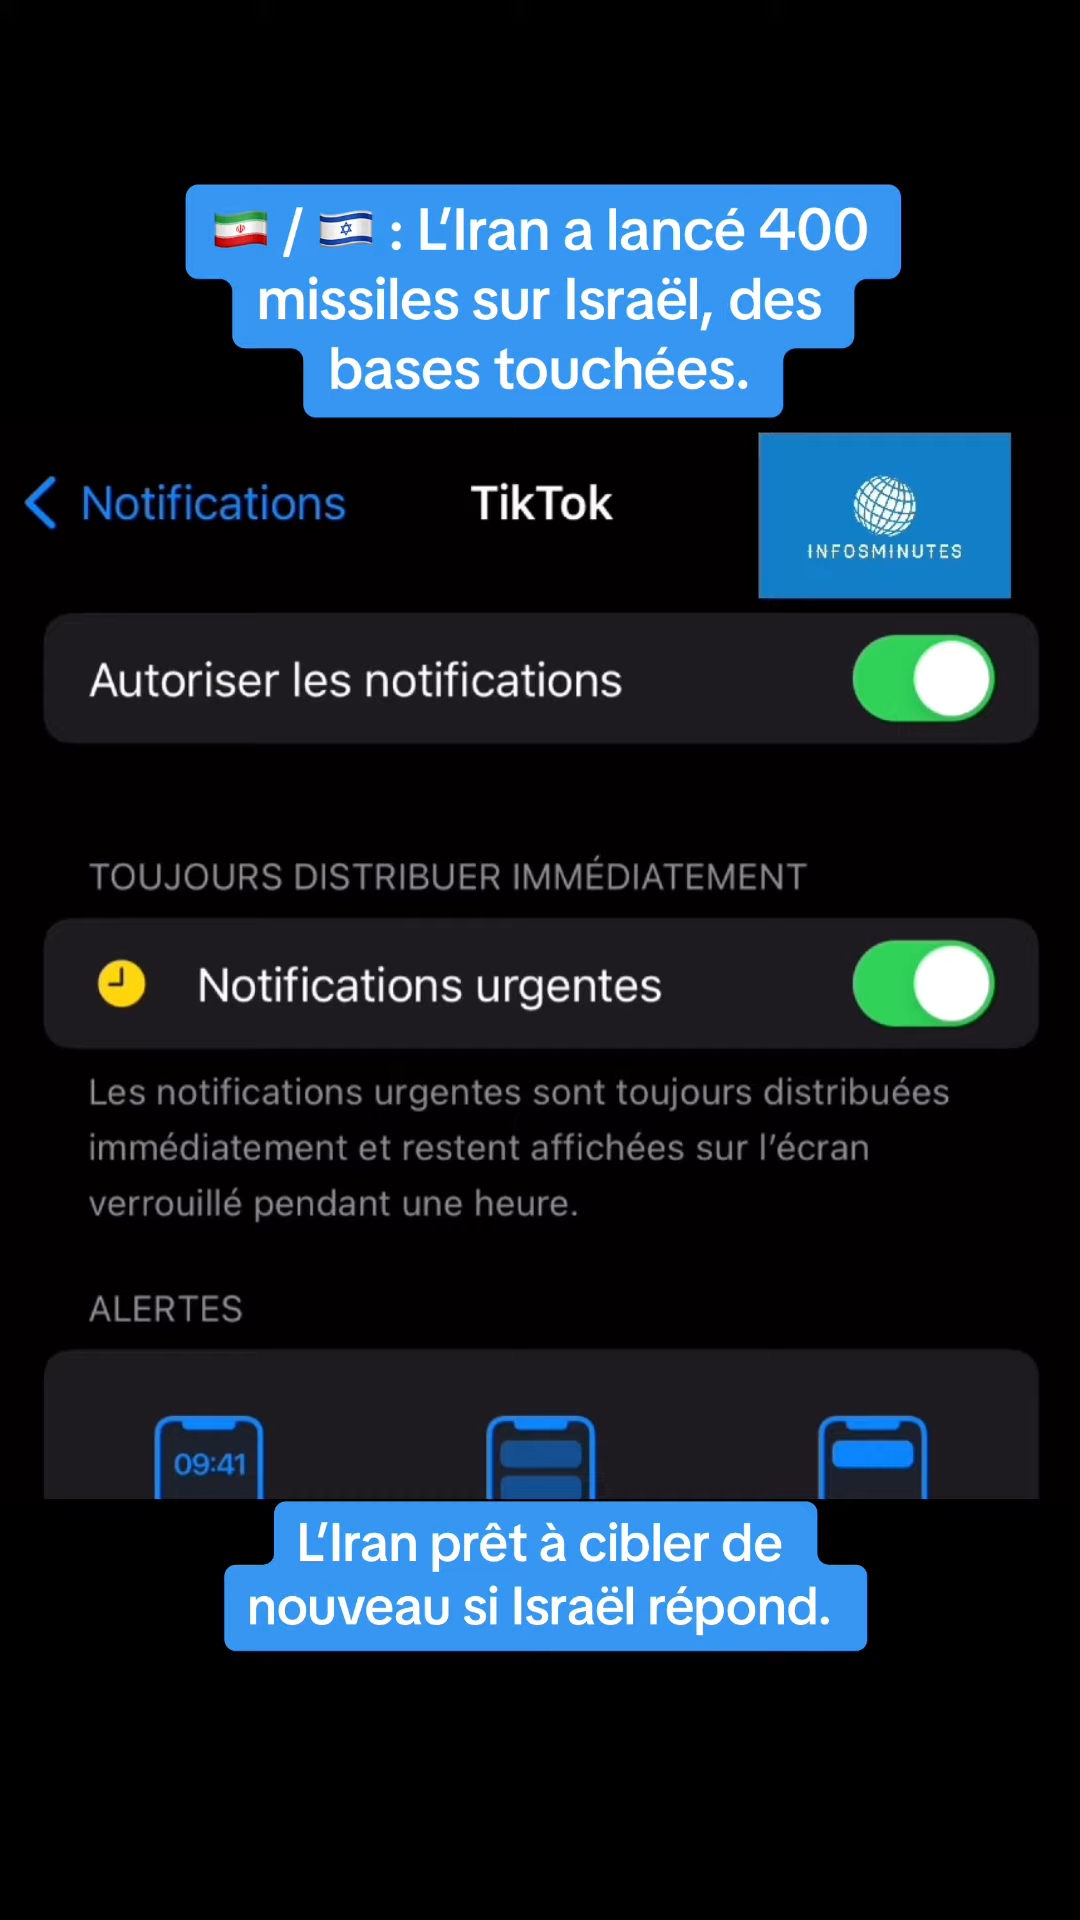 🇮🇷 / 🇮🇱 : L’Iran a lancé 400
missiles sur Israël, des
bases touchées.
Notifications
TikTok
INFOSMINUTES
Autoriser les notifications
TOUJOURS DISTRIBUER IMMÉDIATEMENT
Notifications urgentes
Les notifications urgentes sont toujours distribuées
immédiatement et restent affichées sur l’écran
verrouillé pendant une heure.
ALERTES
09:41
L’Iran prêt à cibler de
nouveau si Israël répond.